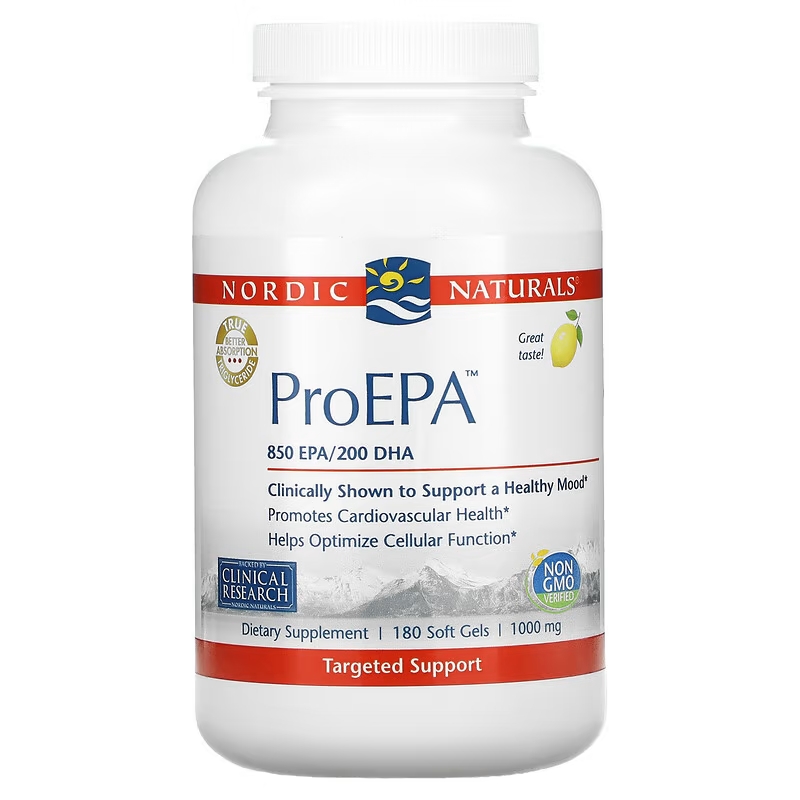 NORDIC NATURALS®
TRUE
BETTER
ABSORPTION
TRIGLYCERIDE
Great
taste!
ProEPA™
850 EPA/200 DHA
Clinically Shown to Support a Healthy Mood*
Promotes Cardiovascular Health*
Helps Optimize Cellular Function*
BACKED BY
CLINICAL
RESEARCH
NORDIC NATURALS
NON
GMO
VERIFIED
Dietary Supplement | 180 Soft Gels | 1000 mg
Targeted Support